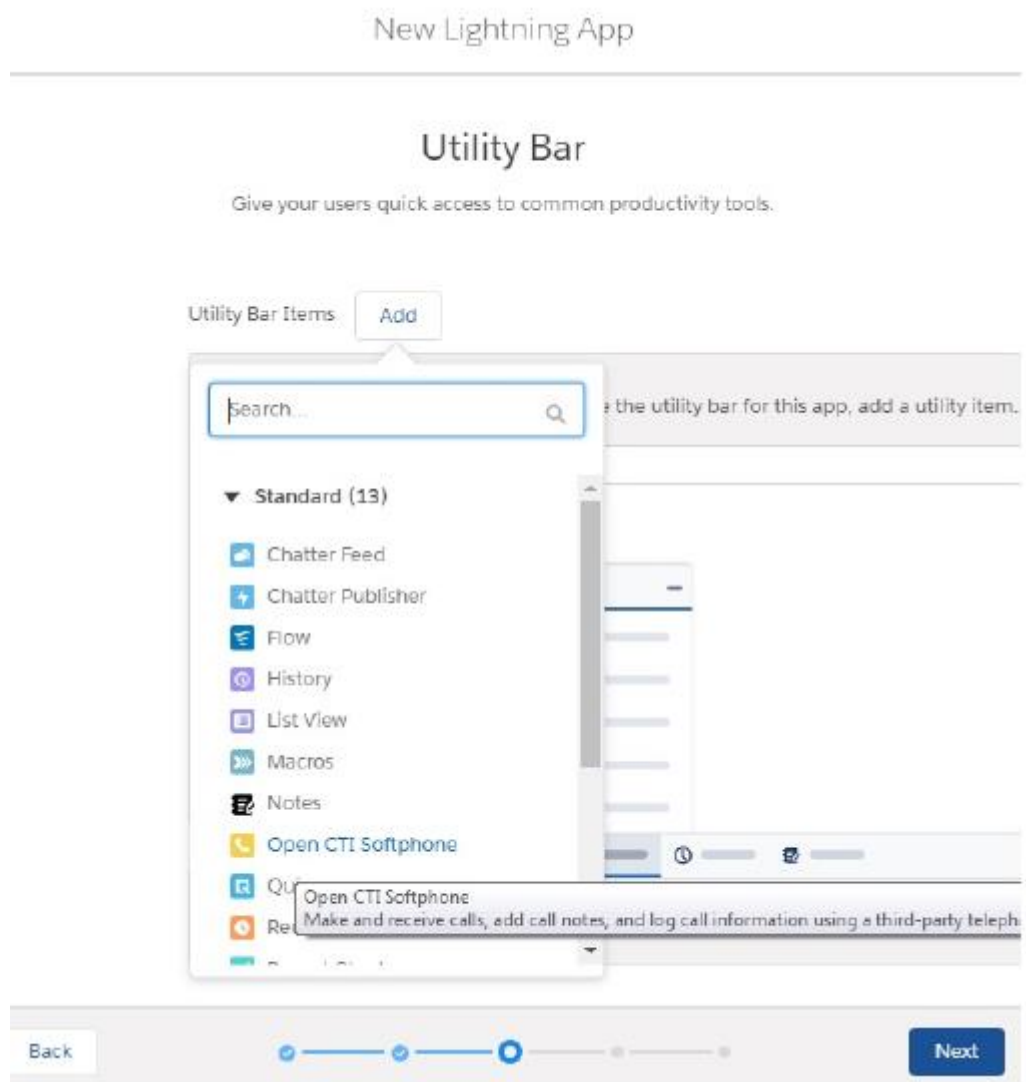 New Lightning App
Utility Bar
Give your users quick access to common productivity tools.
Utility Bar Items
Add
Search...
the utility bar for this app, add a utility item.
Standard (13)
Chatter Feed
Chatter Publisher
Flow
History
List View
Macros
Notes
Open CTI Softphone
Qui
Open CTI Softphone
Re
Make and receive calls, add call notes, and log call information using a third-party teleph
Back
Next